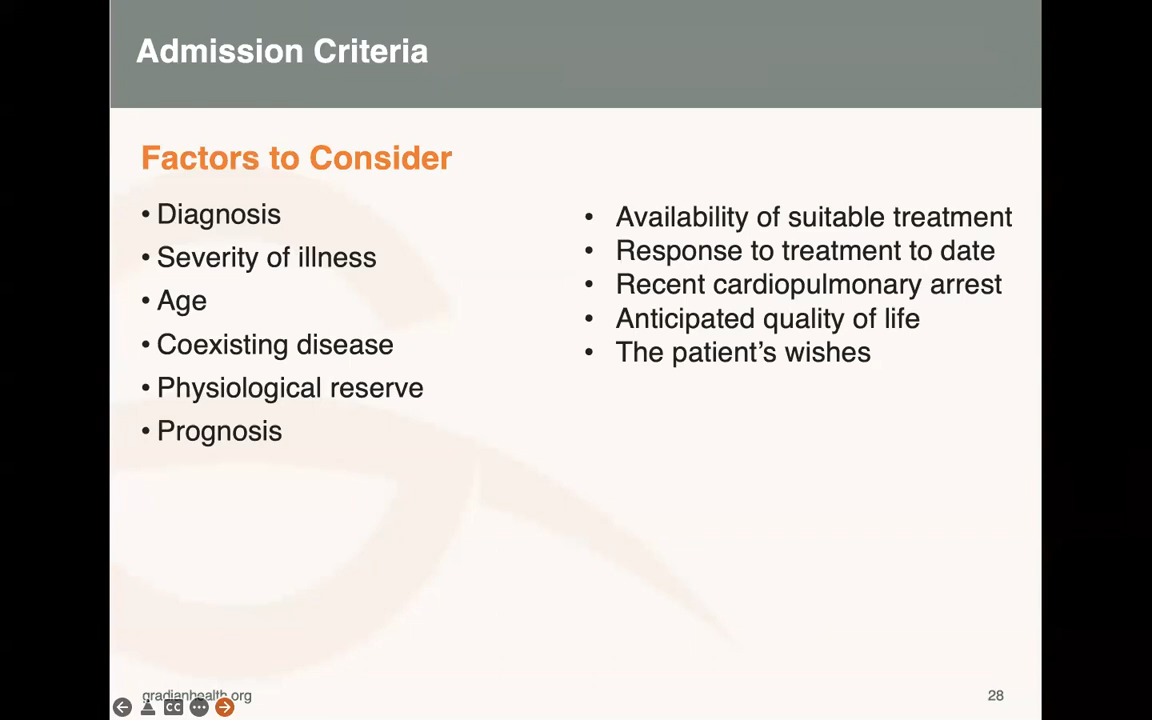 Admission Criteria
Factors to Consider
• Diagnosis
• Severity of illness
• Age
• Coexisting disease
• Physiological reserve
• Prognosis
• Availability of suitable treatment
• Response to treatment to date
• Recent cardiopulmonary arrest
• Anticipated quality of life
• The patient’s wishes
gradianhealth.org
28
CC